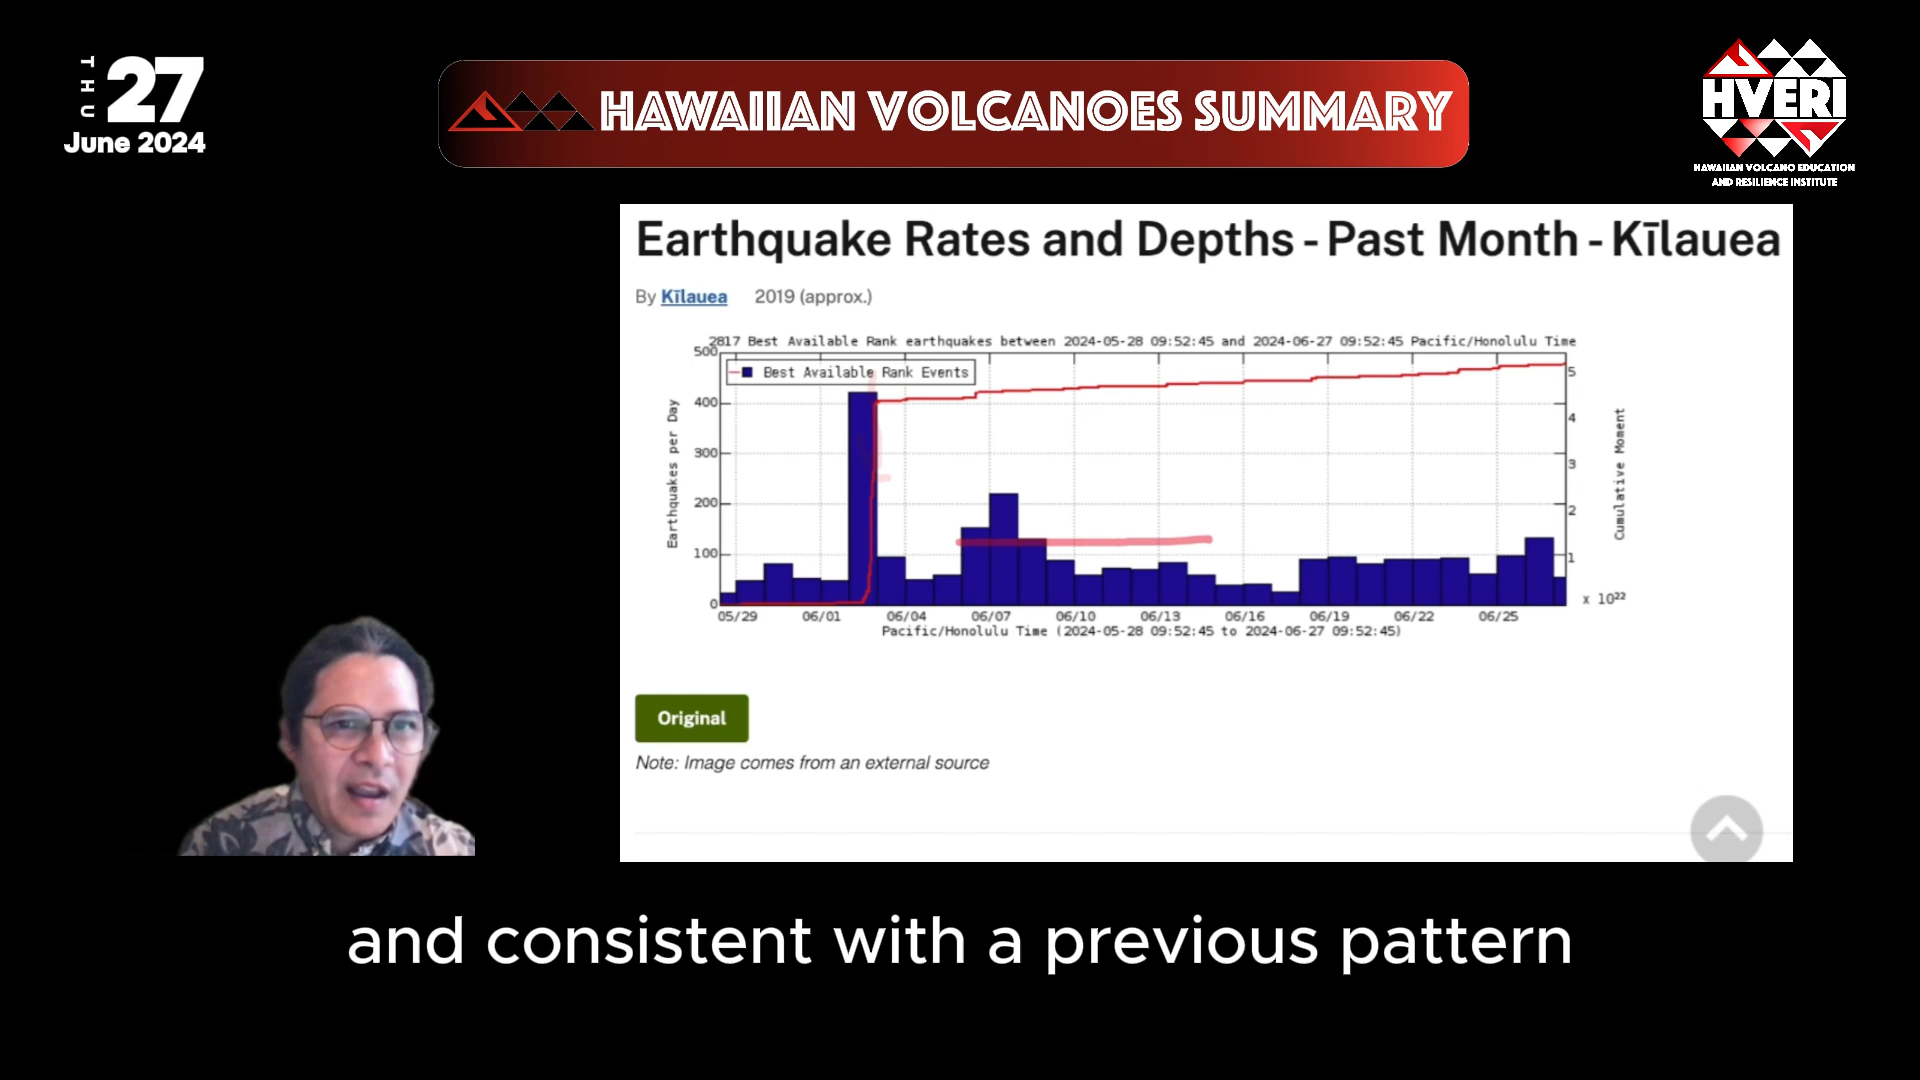 THU
27
June 2024
HAWAIIAN VOLCANOES SUMMARY
HVERI
HAWAIIAN VOLCANO EDUCATION
AND RESILIENCE INSTITUTE
Earthquake Rates and Depths - Past Month - Kīlauea
By Kīlauea 2019 (approx.)
2817 Best Available Rank earthquakes between 2024-05-28 09:52:45 and 2024-06-27 09:52:45 Pacific/Honolulu Time
Best Available Rank Events
Earthquakes per Day
500
400
300
200
100
0
5
4
3
2
1
Cumulative Moment
x 10²²
05/29 06/01 06/04 06/07 06/10 06/13 06/16 06/19 06/22 06/25
Pacific/Honolulu Time (2024-05-28 09:52:45 to 2024-06-27 09:52:45)
Original
Note: Image comes from an external source
and consistent with a previous pattern